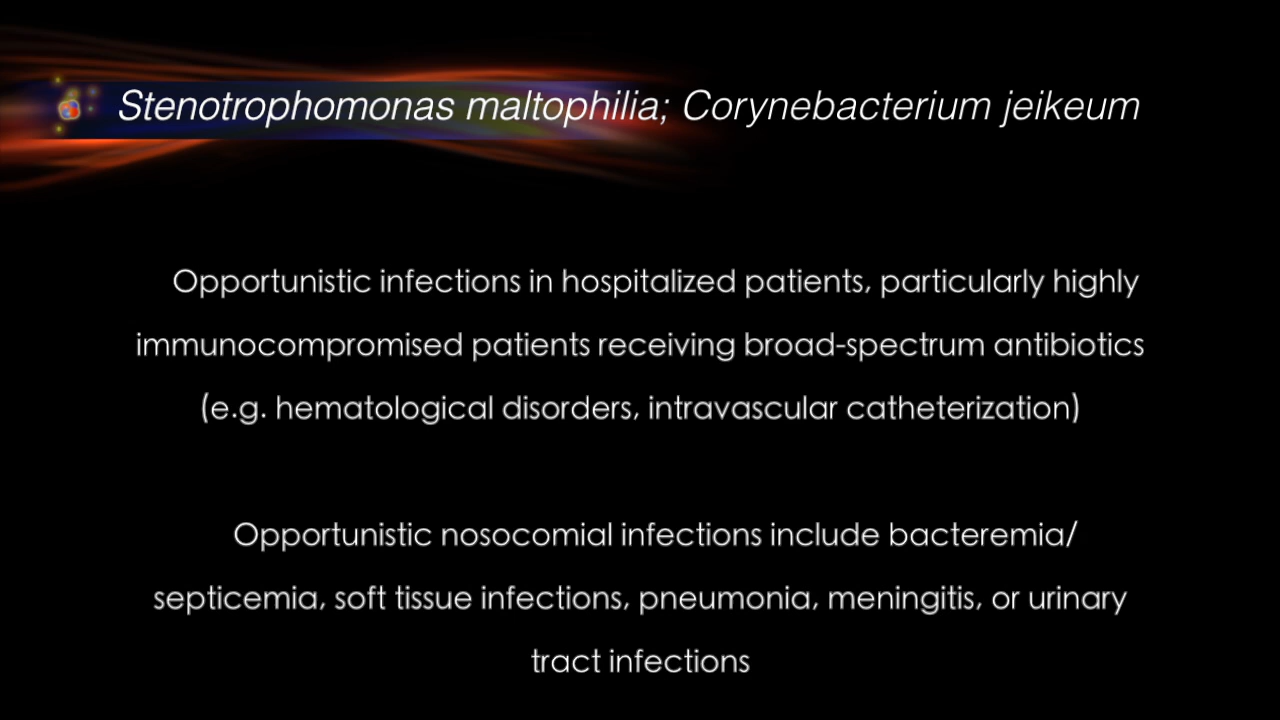 Stenotrophomonas maltophilia; Corynebacterium jeikeum
Opportunistic infections in hospitalized patients, particularly highly
immunocompromised patients receiving broad-spectrum antibiotics
(e.g. hematological disorders, intravascular catheterization)
Opportunistic nosocomial infections include bacteremia/
septicemia, soft tissue infections, pneumonia, meningitis, or urinary
tract infections